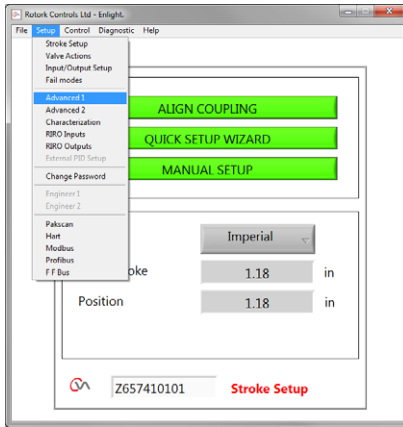 Rotork Controls Ltd - Enlight.
File Setup Control Diagnostic Help
Stroke Setup
Valve Actions
Input/Output Setup
Fail modes
Advanced 1
Advanced 2
Characterization
RIRO Inputs
RIRO Outputs
External PID Setup
Change Password
Engineer 1
Engineer 2
Pakscan
Hart
Modbus
Profibus
F F Bus
ALIGN COUPLING
QUICK SETUP WIZARD
MANUAL SETUP
Imperial
oke 1.18 in
Position 1.18 in
Z657410101 Stroke Setup